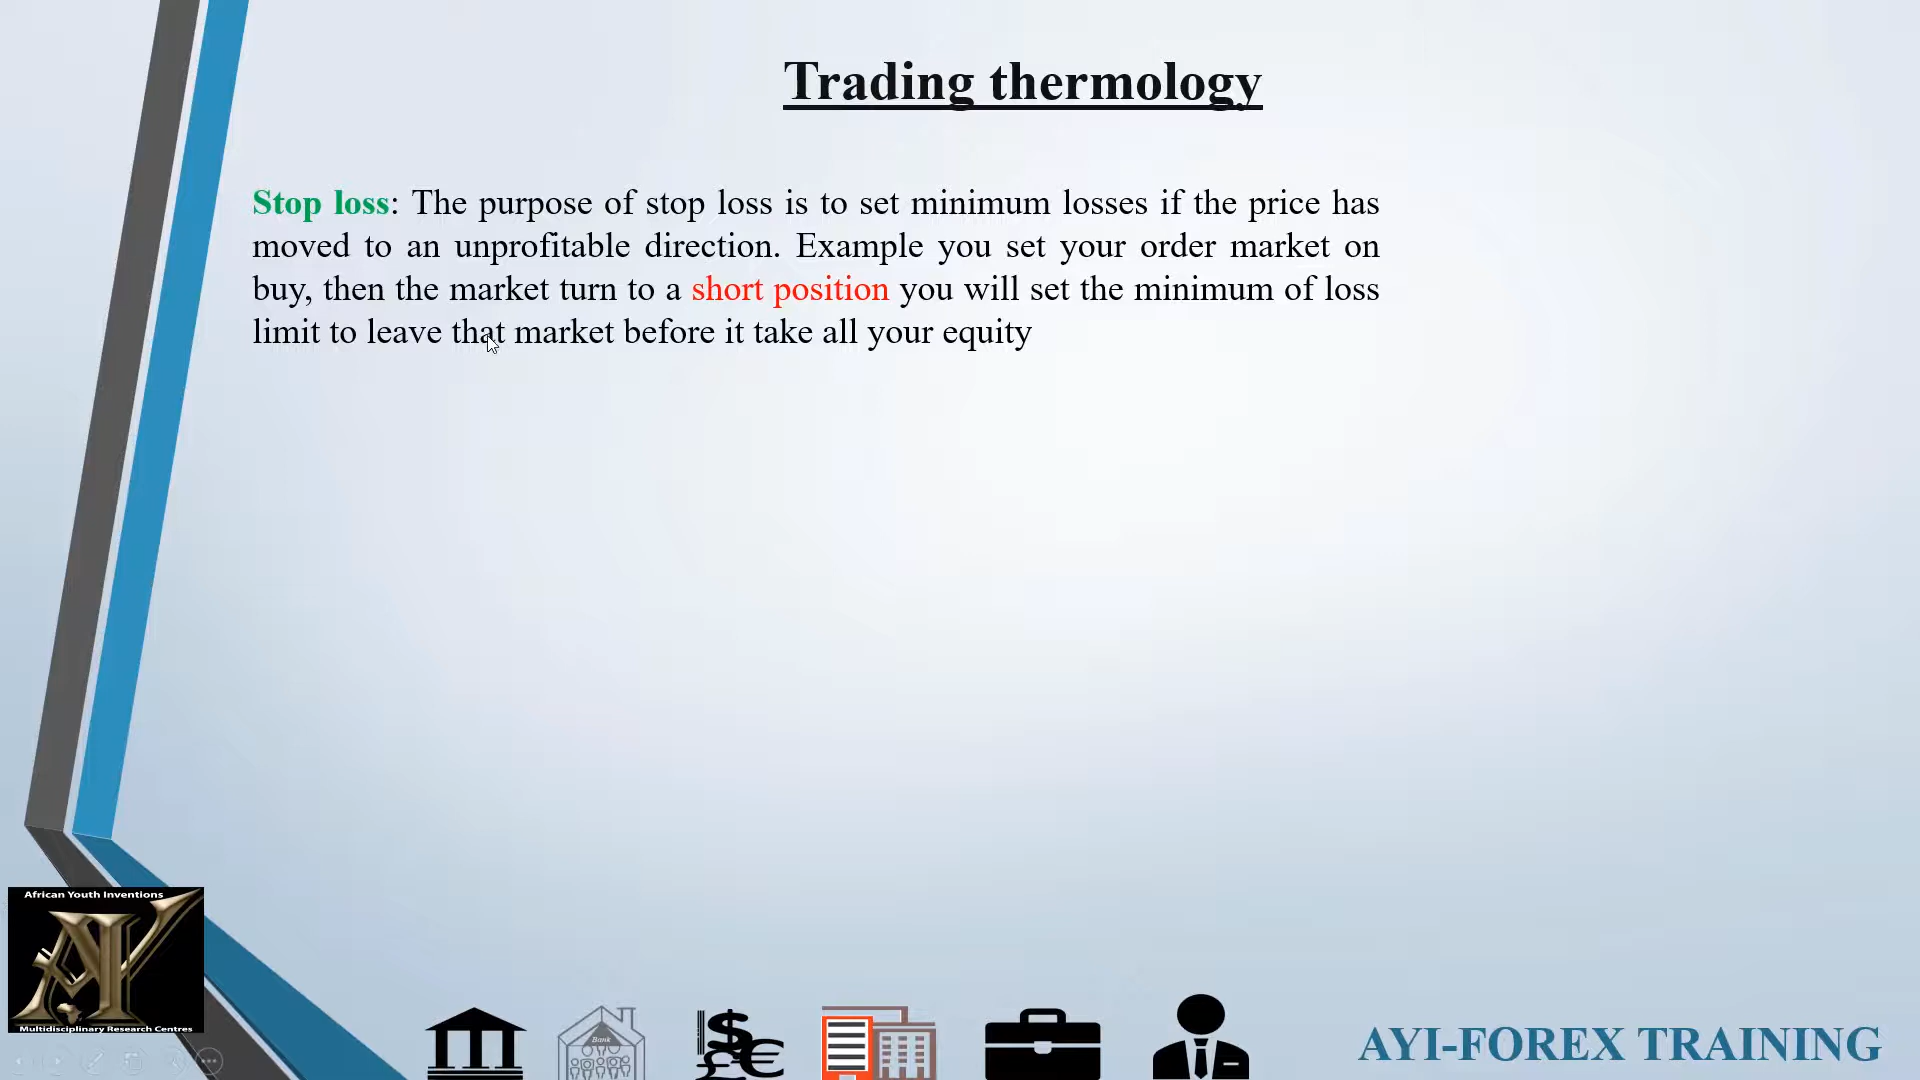 Trading thermology
Stop loss: The purpose of stop loss is to set minimum losses if the price has
moved to an unprofitable direction. Example you set your order market on
buy, then the market turn to a short position you will set the minimum of loss
limit to leave that market before it take all your equity
African Youth Inventions
AYI
Multidisciplinary Research Centres
Bank
$
£€
AYI-FOREX TRAINING